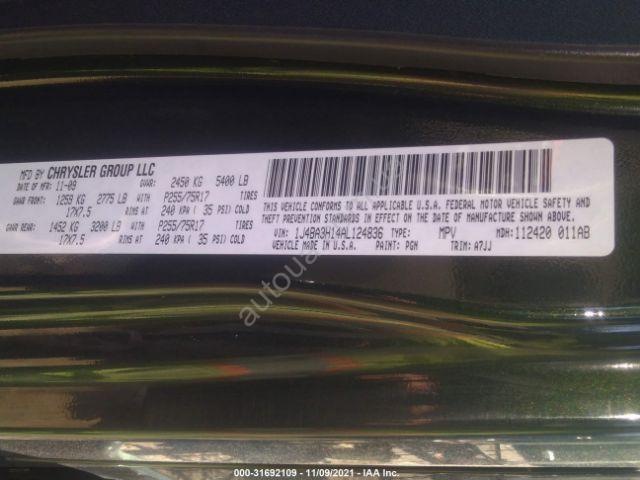 MFD BY CHRYSLER GROUP LLC
DATE OF MFR: 11-09 GVWR: 2450 KG 5400 LB
GAWR FRONT: 1259 KG 2775 LB WITH P255/75R17 TIRES
17X7.5 RIMS AT 240 KPA ( 35 PSI) COLD
GAWR REAR: 1452 KG 3200 LB WITH P255/75R17 TIRES
17X7.5 RIMS AT 240 KPA ( 35 PSI) COLD
THIS VEHICLE CONFORMS TO ALL APPLICABLE U.S.A. FEDERAL MOTOR VEHICLE SAFETY AND
THEFT PREVENTION STANDARDS IN EFFECT ON THE DATE OF MANUFACTURE SHOWN ABOVE.
VIN: 1J4BA3H14AL124836 TYPE: MPV MDH: 112420 011AB
VEHICLE MADE IN U.S.A. PAINT: PGN TRIM: A7JJ
000-31692109 - 11/09/2021 - IAA Inc.